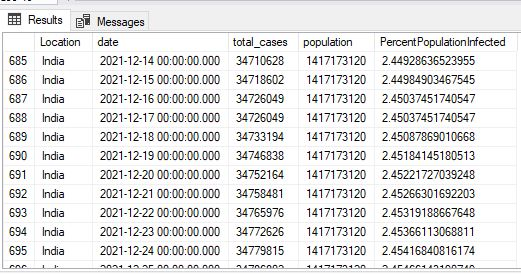 Results Messages
Location date total_cases population PercentPopulationInfected
685 India 2021-12-14 00:00:00.000 34710628 1417173120 2.44928636523955
686 India 2021-12-15 00:00:00.000 34718602 1417173120 2.44984903467545
687 India 2021-12-16 00:00:00.000 34726049 1417173120 2.45037451740547
688 India 2021-12-17 00:00:00.000 34726049 1417173120 2.45037451740547
689 India 2021-12-18 00:00:00.000 34733194 1417173120 2.45087869010668
690 India 2021-12-19 00:00:00.000 34746838 1417173120 2.45184145180513
691 India 2021-12-20 00:00:00.000 34752164 1417173120 2.45221727039248
692 India 2021-12-21 00:00:00.000 34758481 1417173120 2.45266301692203
693 India 2021-12-22 00:00:00.000 34765976 1417173120 2.45319188667648
694 India 2021-12-23 00:00:00.000 34772626 1417173120 2.45366113068811
695 India 2021-12-24 00:00:00.000 34779815 1417173120 2.45416840816174